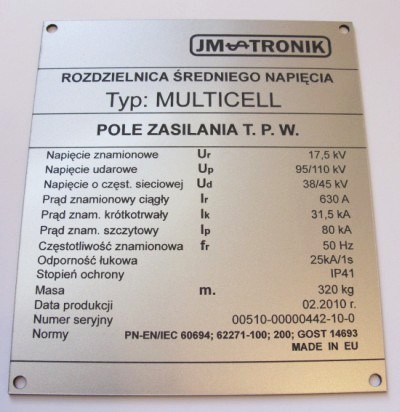 JM-TRONIK
ROZDZIELNICA ŚREDNIEGO NAPIĘCIA
Typ: MULTICELL
POLE ZASILANIA T. P. W.
Napięcie znamionowe Ur 17,5 kV
Napięcie udarowe Up 95/110 kV
Napięcie o częst. sieciowej Ud 38/45 kV
Prąd znamionowy ciągły Ir 630 A
Prąd znam. krótkotrwały Ik 31,5 kA
Prąd znam. szczytowy Ip 80 kA
Częstotliwość znamionowa fr 50 Hz
Odporność łukowa 25kA/1s
Stopień ochrony IP41
Masa m. 320 kg
Data produkcji 02.2010 r.
Numer seryjny 00510-00000442-10-0
Normy PN-EN/IEC 60694; 62271-100; 200; GOST 14693
MADE IN EU